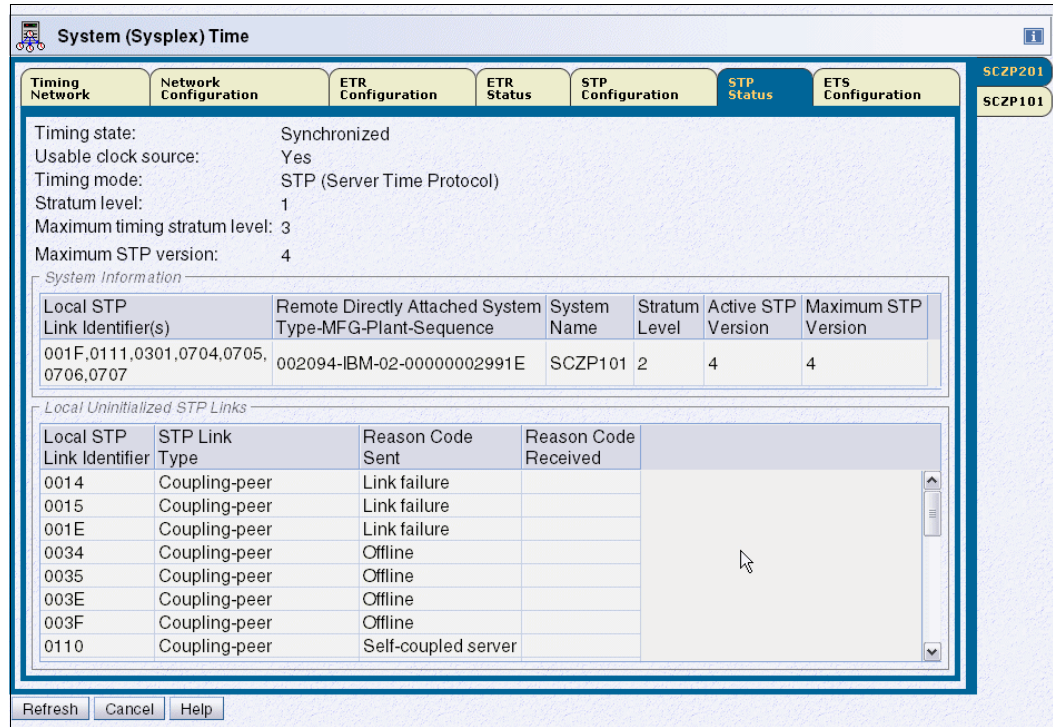 System (Sysplex) Time
i
SCZP201
SCZP101
Timing Network
Network Configuration
ETR Configuration
ETR Status
STP Configuration
STP Status
ETS Configuration
Timing state: Synchronized
Usable clock source: Yes
Timing mode: STP (Server Time Protocol)
Stratum level: 1
Maximum timing stratum level: 3
Maximum STP version: 4
System Information
Local STP Link Identifier(s) Remote Directly Attached System Type-MFG-Plant-Sequence System Name Stratum Level Active STP Version Maximum STP Version
001F,0111,0301,0704,0705,0706,0707 002094-IBM-02-00000002991E SCZP101 2 4 4
Local Uninitialized STP Links
Local STP Link Identifier STP Link Type Reason Code Sent Reason Code Received
0014 Coupling-peer Link failure
0015 Coupling-peer Link failure
001E Coupling-peer Link failure
0034 Coupling-peer Offline
0035 Coupling-peer Offline
003E Coupling-peer Offline
003F Coupling-peer Offline
0110 Coupling-peer Self-coupled server
Refresh Cancel Help